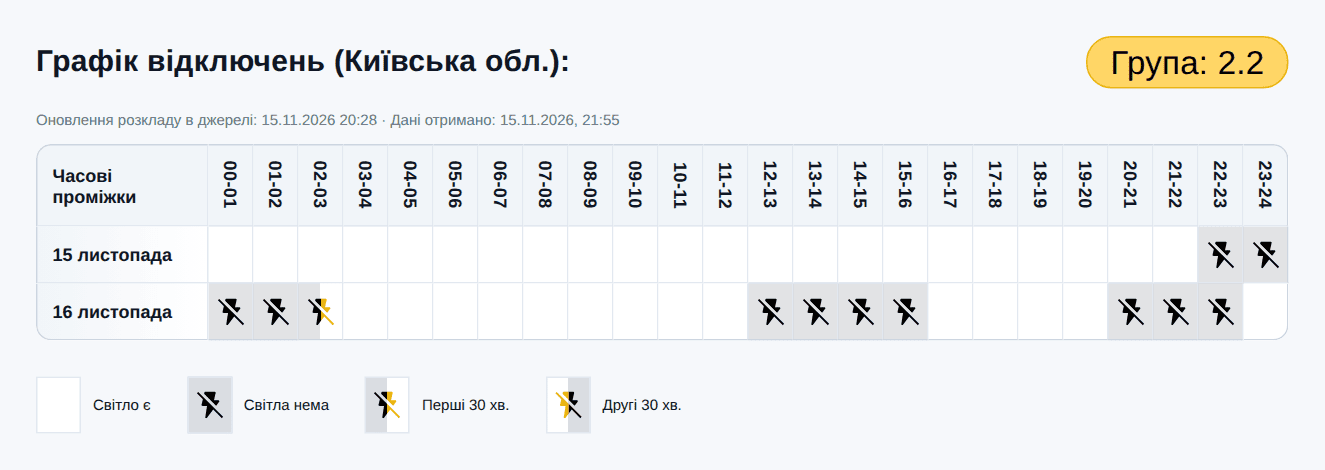 Графік відключень (Київська обл.):
Група: 2.2
Оновлення розкладу в джерелі: 15.11.2026 20:28 · Дані отримано: 15.11.2026, 21:55
Часові
проміжки
00-01
01-02
02-03
03-04
04-05
05-06
06-07
07-08
08-09
09-10
10-11
11-12
12-13
13-14
14-15
15-16
16-17
17-18
18-19
19-20
20-21
21-22
22-23
23-24
15 листопада
16 листопада
Світло є
Світла нема
Перші 30 хв.
Другі 30 хв.